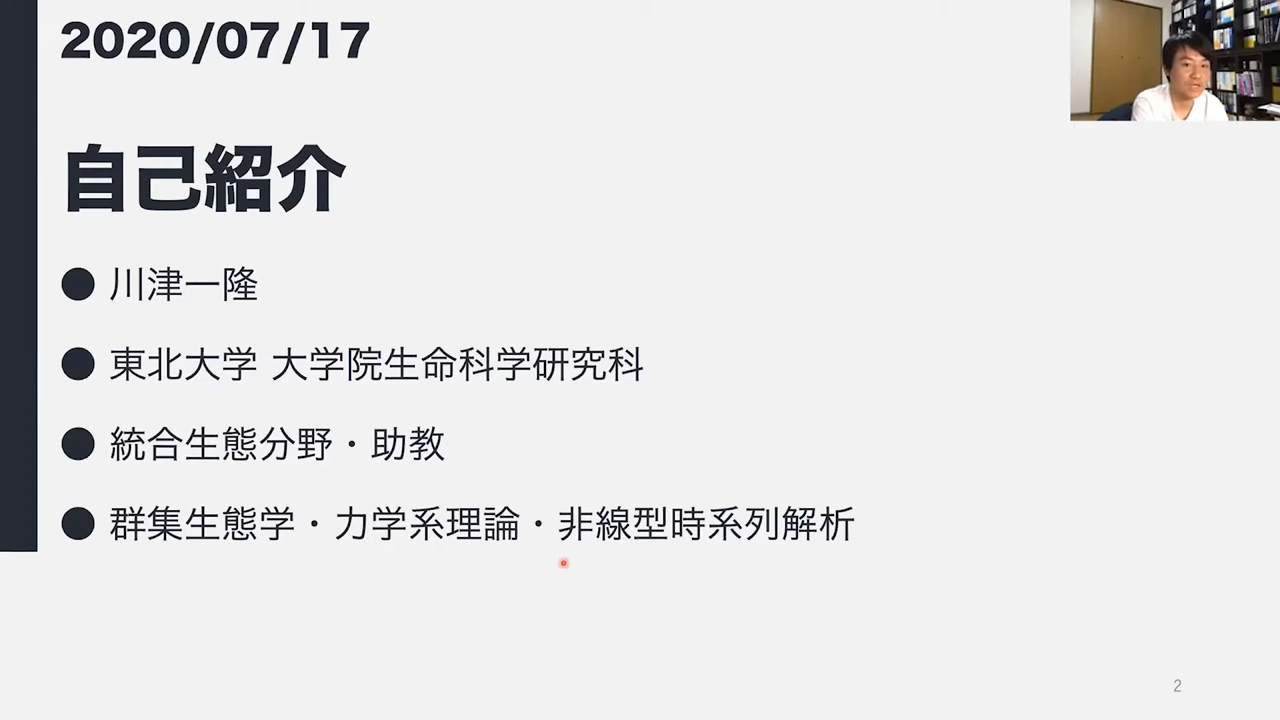 2020/07/17
自己紹介
● 川津一隆
● 東北大学 大学院生命科学研究科
● 統合生態分野・助教
● 群集生態学・力学系理論・非線型時系列解析
2